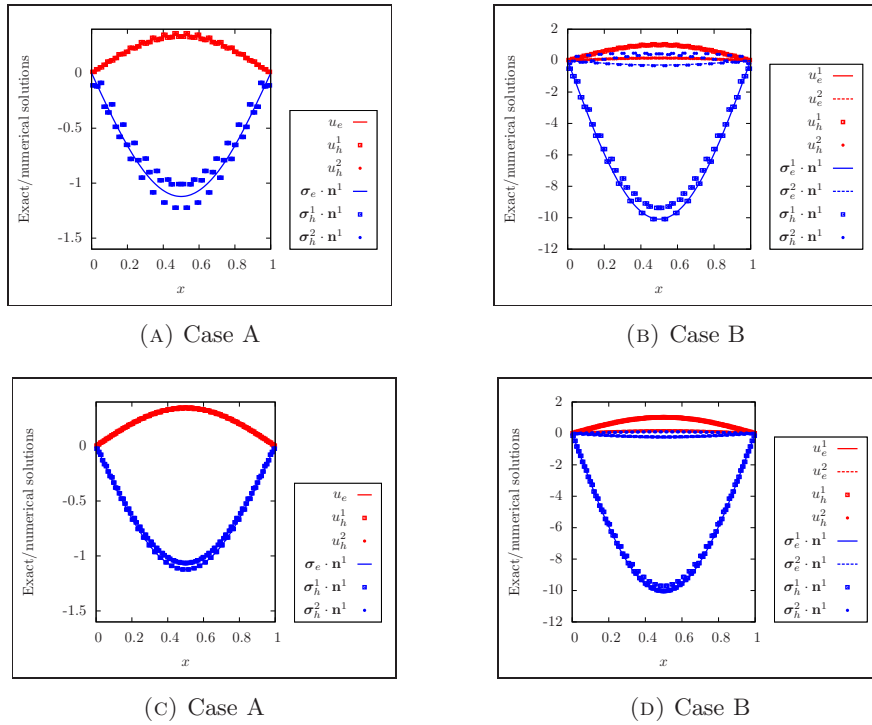 Exact/numerical solutions
0
-0.5
-1
-1.5
0 0.2 0.4 0.6 0.8 1
x
u_e
u_h^1
u_h^2
σ_e · n^1
σ_h^1 · n^1
σ_h^2 · n^1
(A) Case A
Exact/numerical solutions
2
0
-2
-4
-6
-8
-10
-12
0 0.2 0.4 0.6 0.8 1
x
u_e^1
u_e^2
u_h^1
u_h^2
σ_e^1 · n^1
σ_e^2 · n^1
σ_h^1 · n^1
σ_h^2 · n^1
(B) Case B
Exact/numerical solutions
0
-0.5
-1
-1.5
0 0.2 0.4 0.6 0.8 1
x
u_e
u_h^1
u_h^2
σ_e · n^1
σ_h^1 · n^1
σ_h^2 · n^1
(C) Case A
Exact/numerical solutions
2
0
-2
-4
-6
-8
-10
-12
0 0.2 0.4 0.6 0.8 1
x
u_e^1
u_e^2
u_h^1
u_h^2
σ_e^1 · n^1
σ_e^2 · n^1
σ_h^1 · n^1
σ_h^2 · n^1
(D) Case B